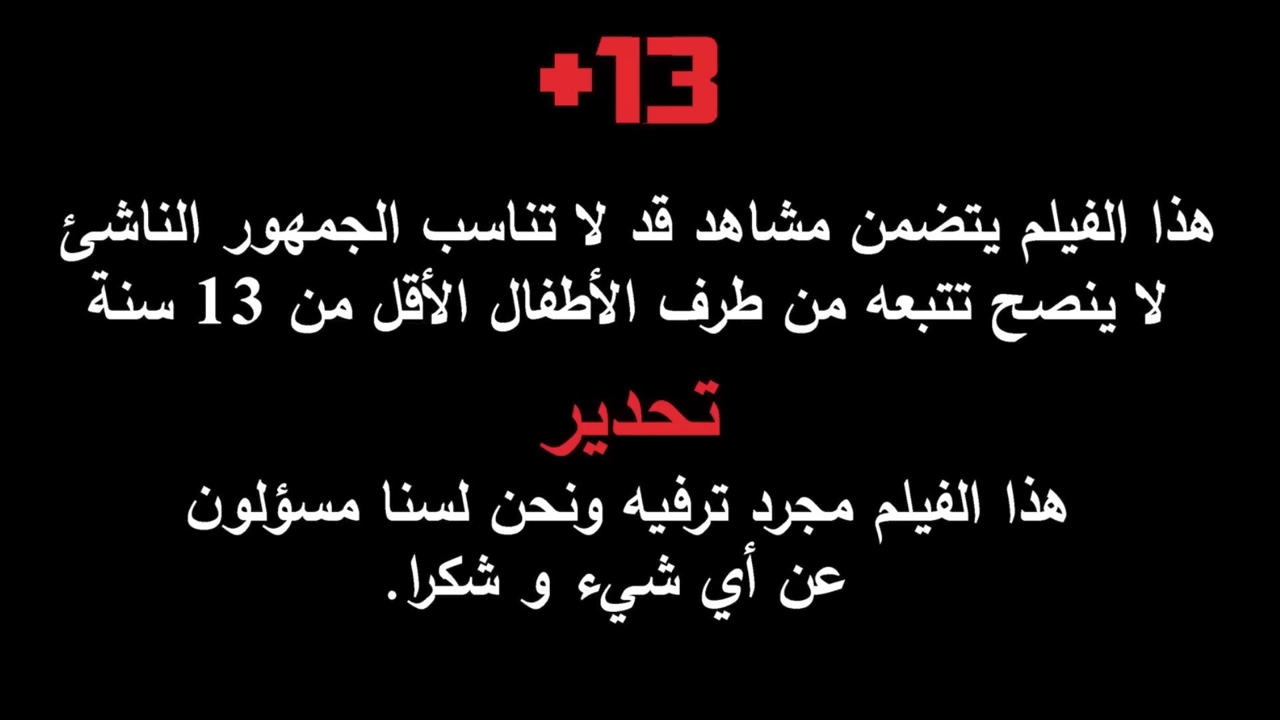 +13
هذا الفيلم يتضمن مشاهد قد لا تناسب الجمهور الناشئ
لا ينصح تتبعه من طرف الأطفال الأقل من 13 سنة
تحدير
هذا الفيلم مجرد ترفيه ونحن لسنا مسؤلون
عن أي شيء و شكرا.